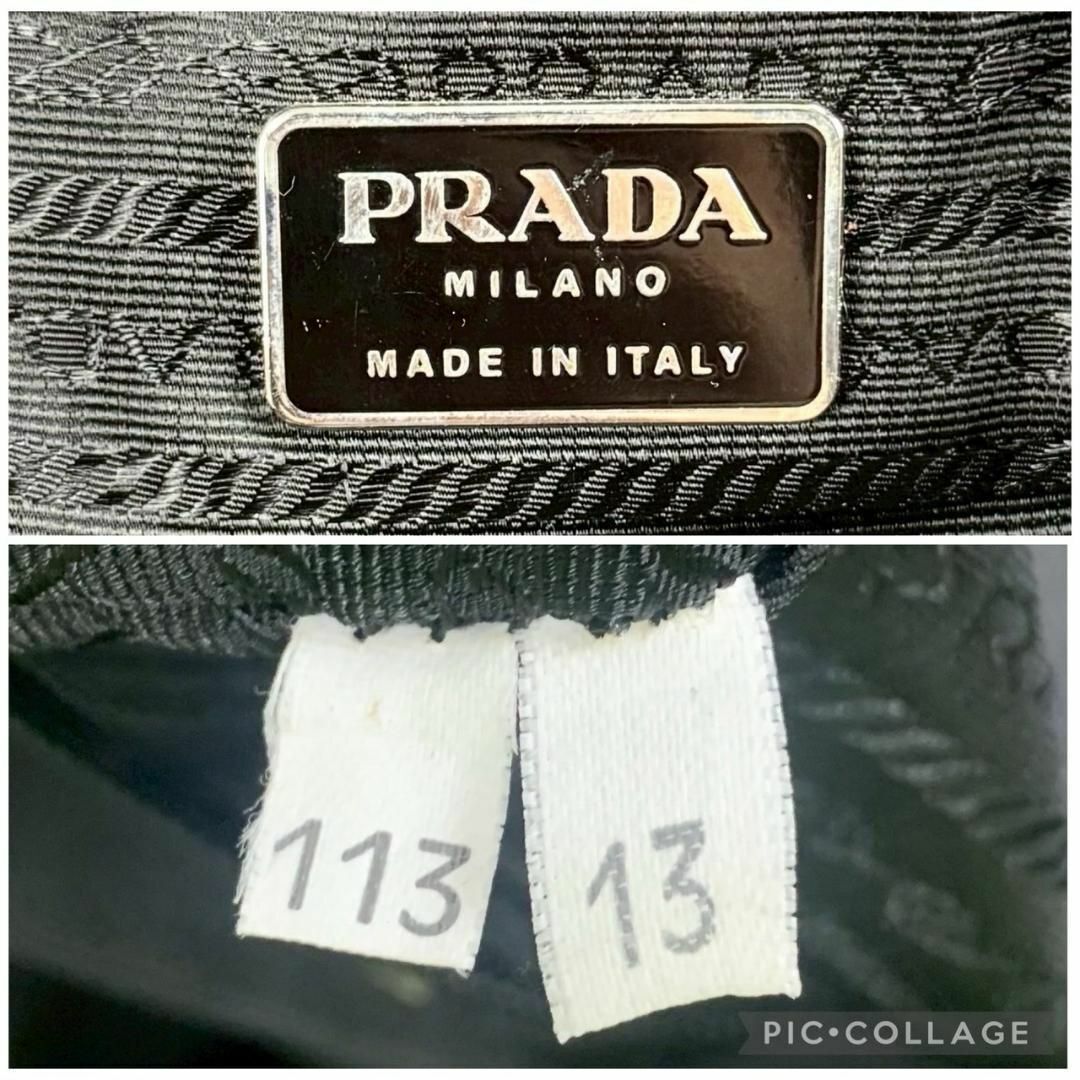 PRADA
MILANO
MADE IN ITALY
113
13
PIC•COLLAGE